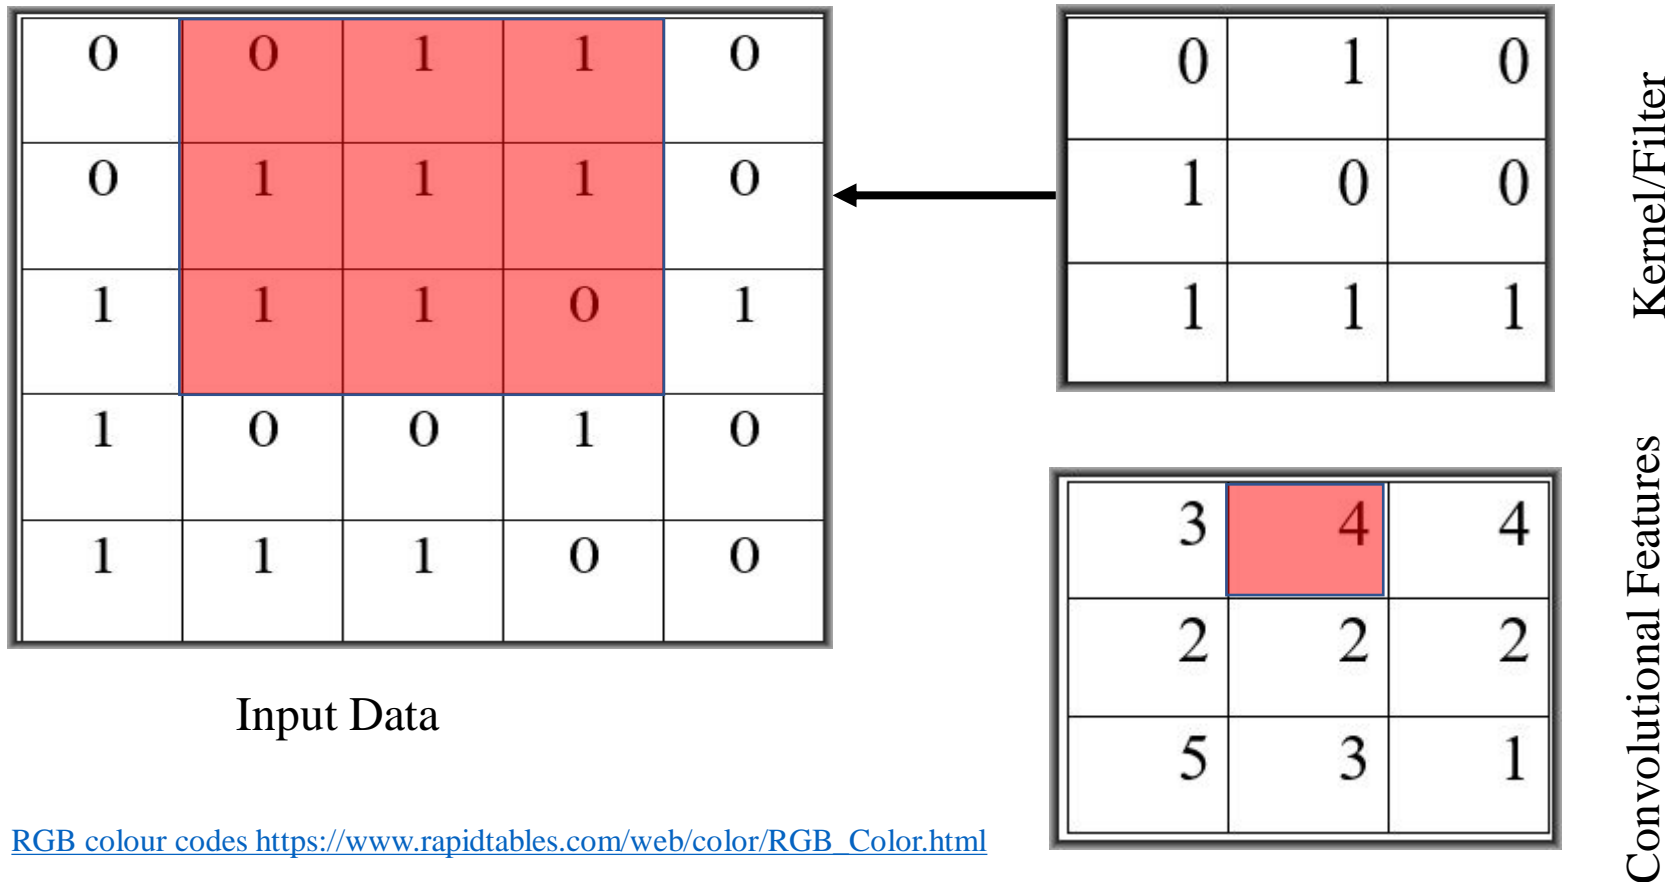 0 0 1 1 0
0 1 1 1 0
1 1 1 0 1
1 0 0 1 0
1 1 1 0 0
Input Data
0 1 0
1 0 0
1 1 1
Kernel/Filter
3 4 4
2 2 2
5 3 1
Convolutional Features
RGB colour codes https://www.rapidtables.com/web/color/RGB_Color.html